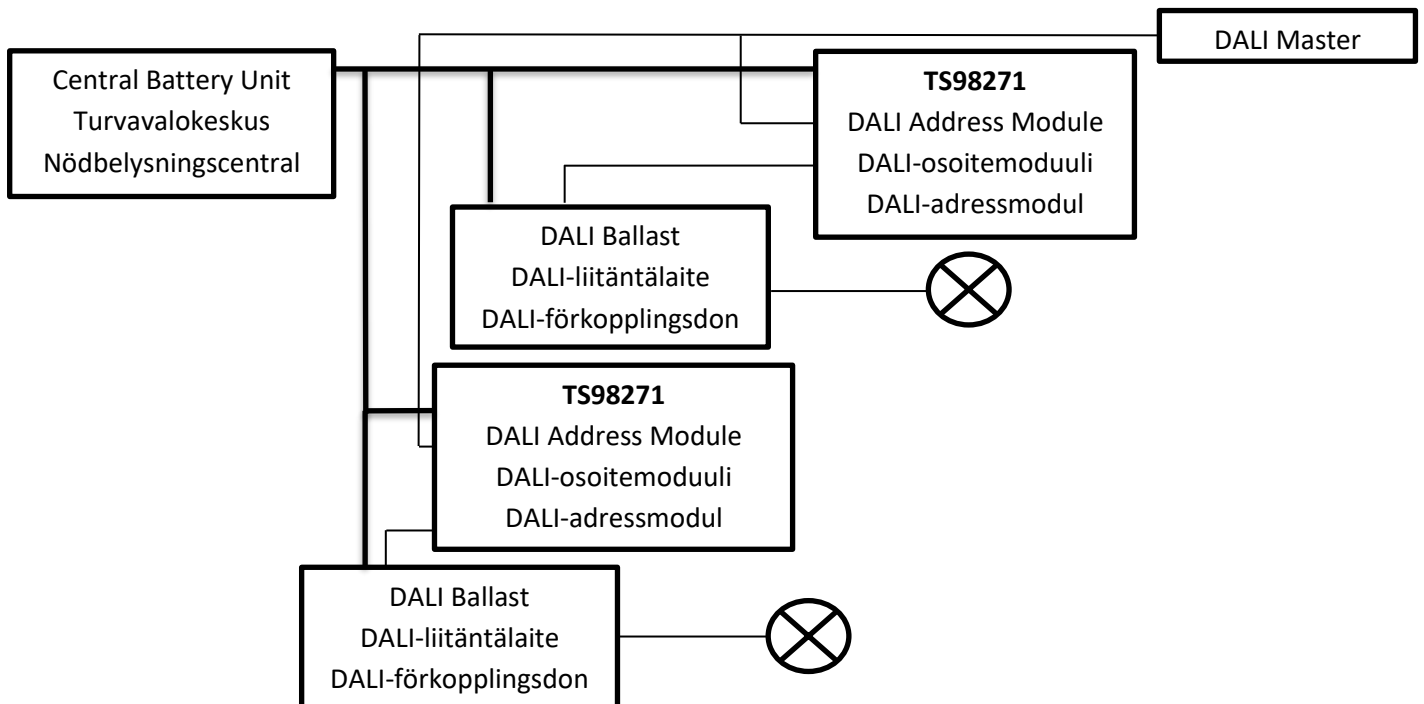 DALI Master
Central Battery Unit
Turvavalokeskus
Nödbelysningscentral
TS98271
DALI Address Module
DALI-osoitemoduuli
DALI-adressmodul
DALI Ballast
DALI-liitäntälaite
DALI-förkopplingsdon
TS98271
DALI Address Module
DALI-osoitemoduuli
DALI-adressmodul
DALI Ballast
DALI-liitäntälaite
DALI-förkopplingsdon